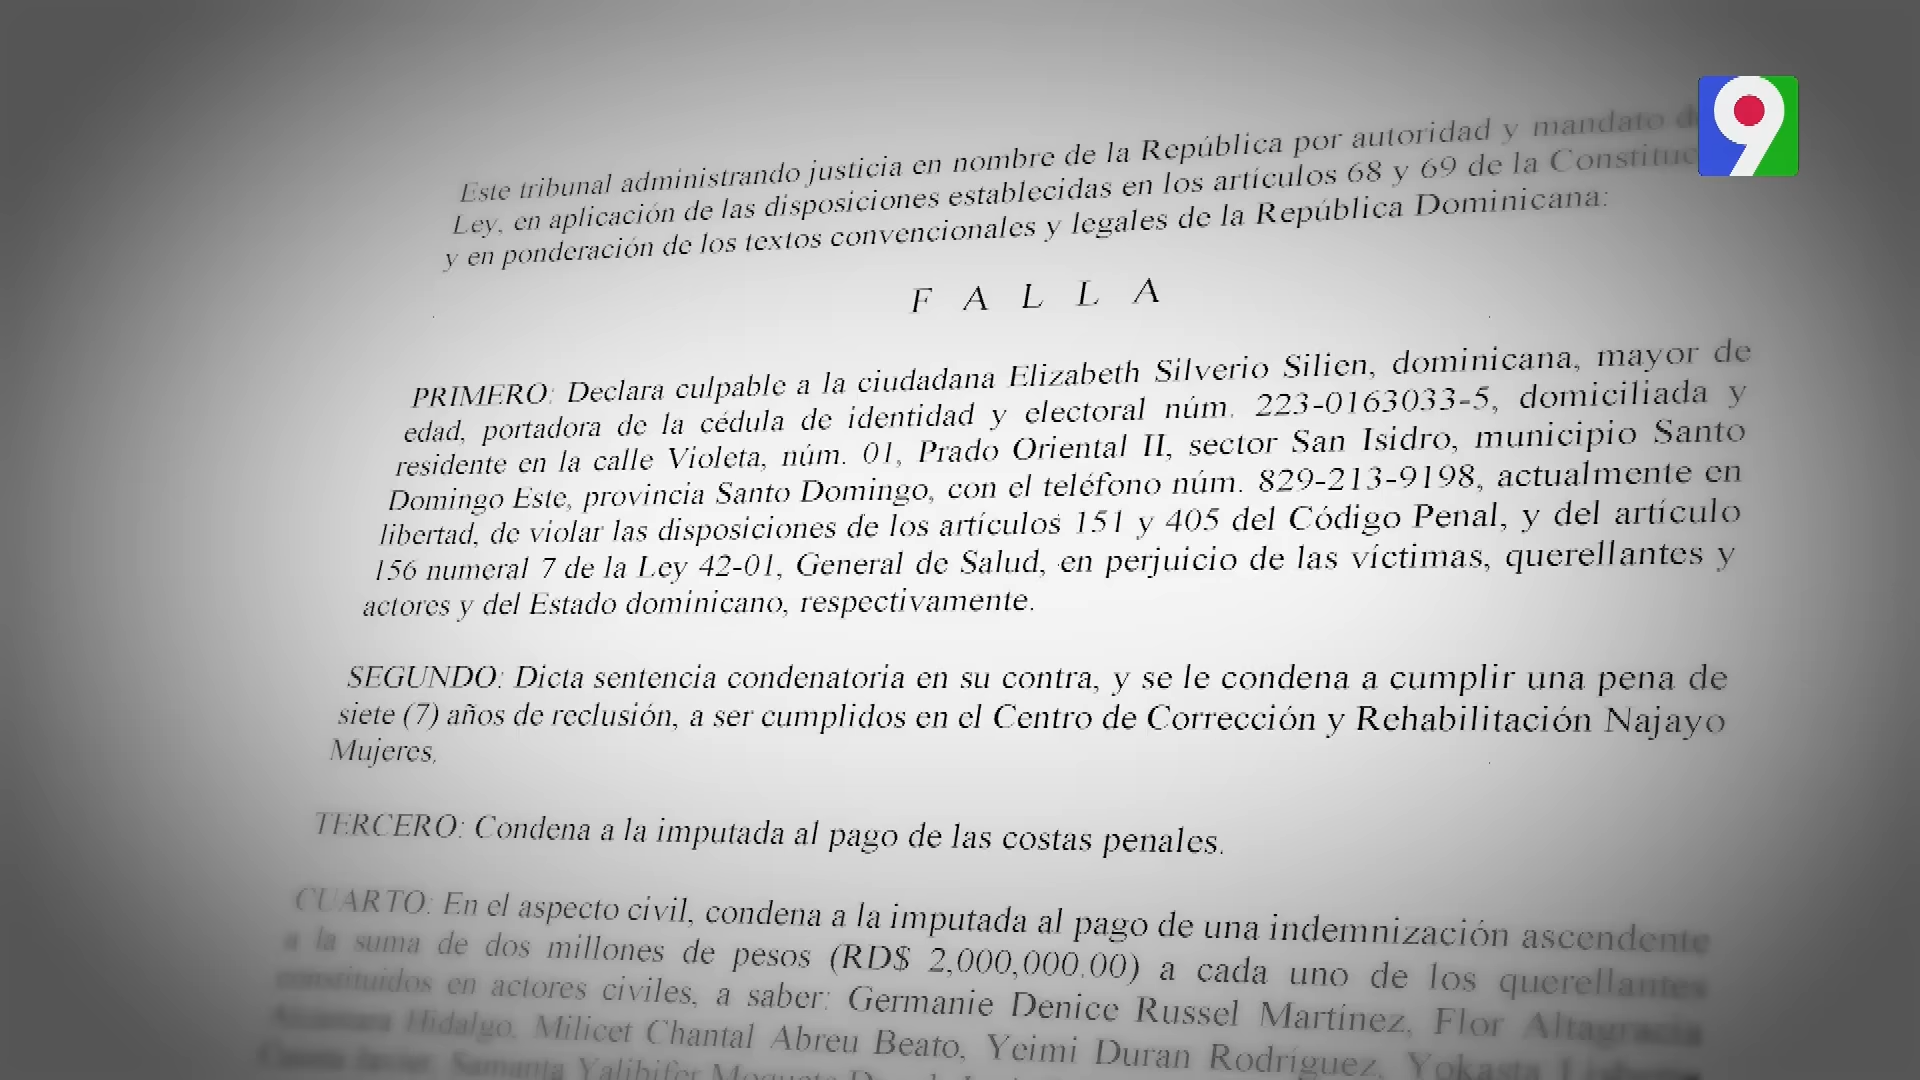 9
Este tribunal administrando justicia en nombre de la República por autoridad y mandato
Ley, en aplicación de las disposiciones establecidas en los artículos 68 y 69 de la
y en ponderación de los textos convencionales y legales de la República Dominicana:
F A L L A
PRIMERO: Declara culpable a la ciudadana Elizabeth Silverio Silien, dominicana, mayor de
edad, portadora de la cédula de identidad y electoral núm. 223-0163033-5, domiciliada y
residente en la calle Violeta, núm. 01, Prado Oriental II, sector San Isidro, municipio Santo
Domingo Este, provincia Santo Domingo, con el teléfono núm. 829-213-9198, actualmente en
libertad, de violar las disposiciones de los artículos 151 y 405 del Código Penal, y del artículo
156 numeral 7 de la Ley 42-01, General de Salud, en perjuicio de las víctimas, querellantes y
actores y del Estado dominicano, respectivamente.
SEGUNDO: Dicta sentencia condenatoria en su contra, y se le condena a cumplir una pena de
siete (7) años de reclusión, a ser cumplidos en el Centro de Corrección y Rehabilitación Najayo
Mujeres,
TERCERO: Condena a la imputada al pago de las costas penales.
CUARTO: En el aspecto civil, condena a la imputada al pago de una indemnización ascendente
a la suma de dos millones de pesos (RD$ 2,000,000.00) a cada uno de los querellantes
constituidos en actores civiles, a saber: Germanie Denice Russel Martínez, Flor Altagracia
Hidalgo, Milicet Chantal Abreu Beato, Yeimi Duran Rodríguez, Yokasta
Samanta